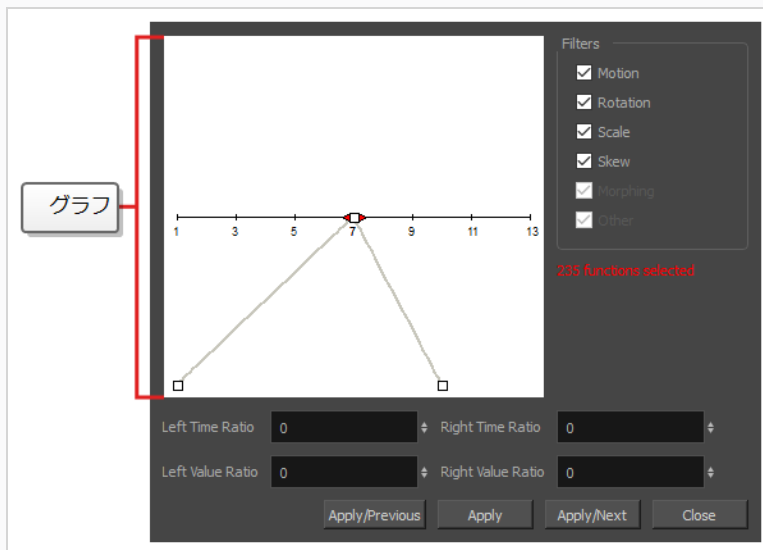 グラフ
1 3 5 7 9 11 13
Filters
Motion
Rotation
Scale
Skew
Morphing
Other
235 functions selected
Left Time Ratio 0 Right Time Ratio 0
Left Value Ratio 0 Right Value Ratio 0
Apply/Previous Apply Apply/Next Close